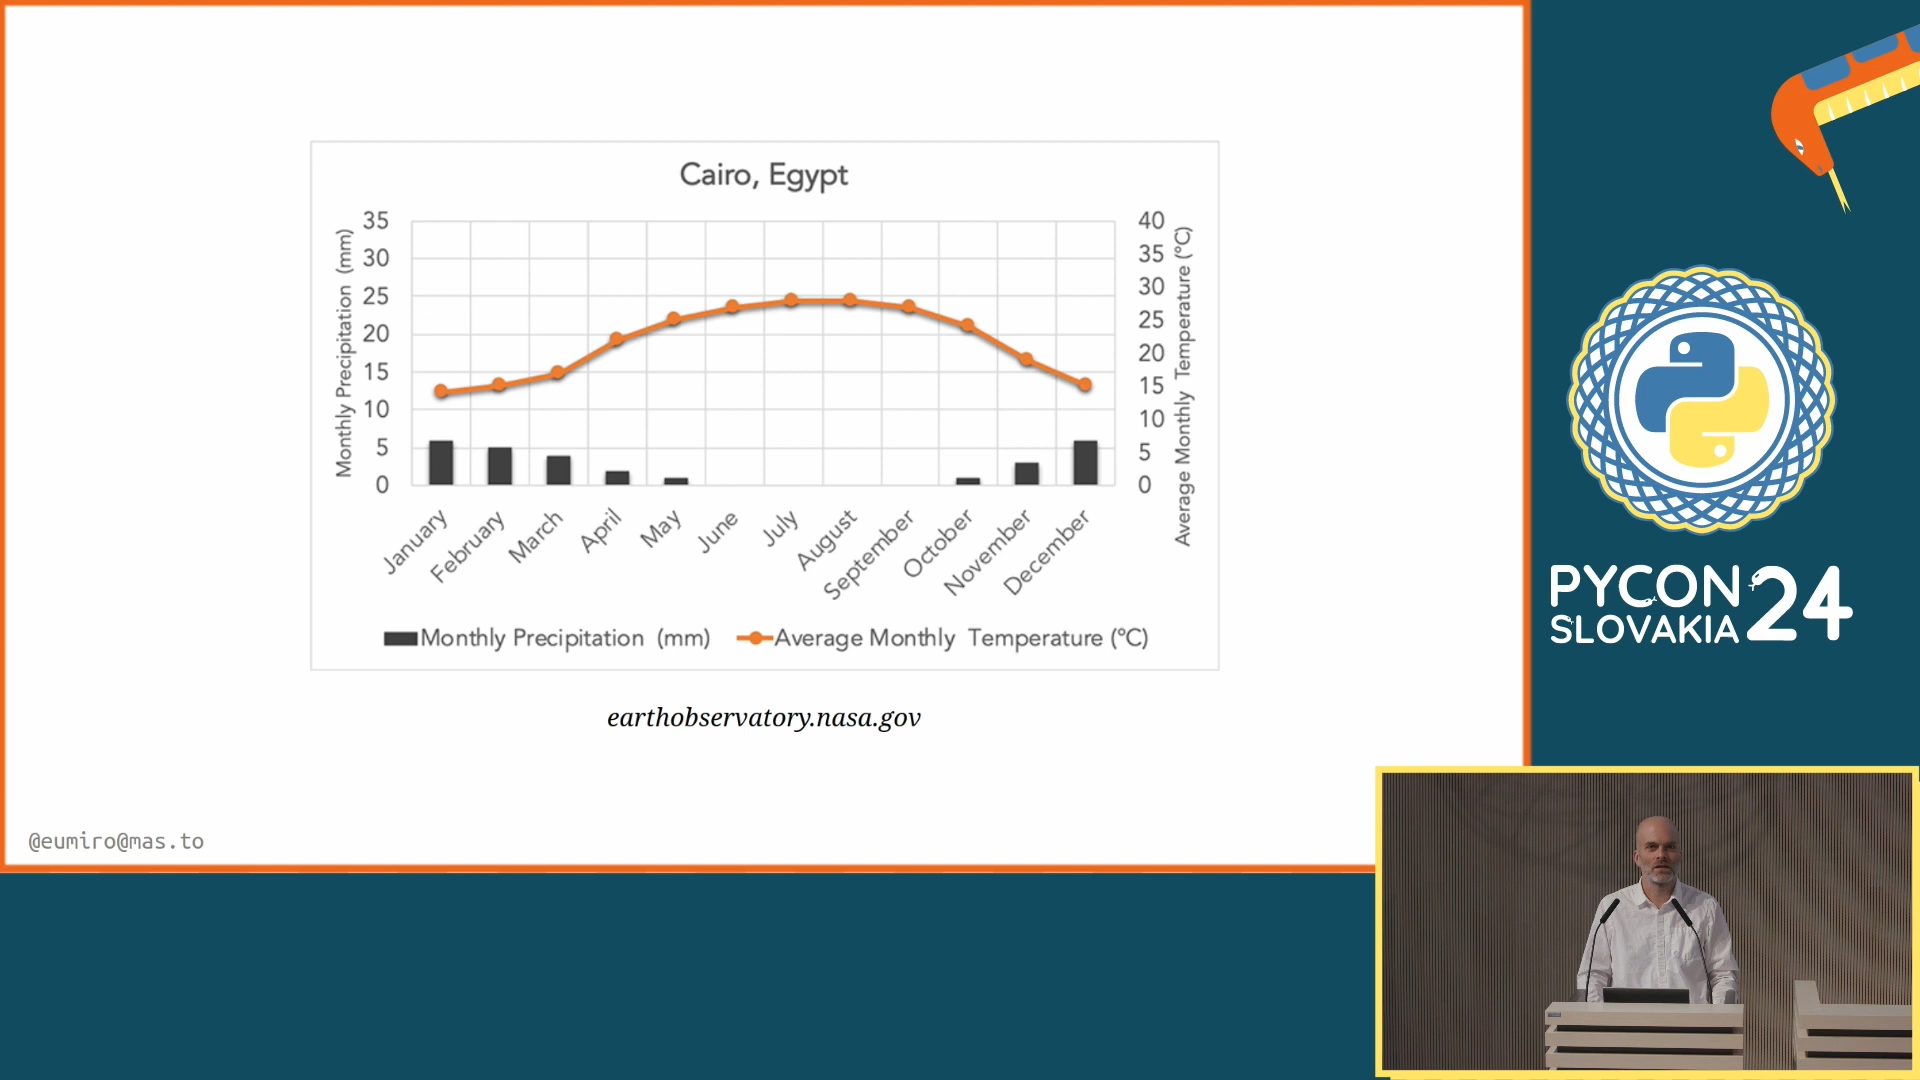 Cairo, Egypt
Monthly Precipitation (mm)
35
30
25
20
15
10
5
0
40
35
30
25
20
15
10
5
0
Average Monthly Temperature (°C)
January
February
March
April
May
June
July
August
September
October
November
December
Monthly Precipitation (mm)
Average Monthly Temperature (°C)
earthobservatory.nasa.gov
@eumiro@mas.to
PYCON
SLOVAKIA
24